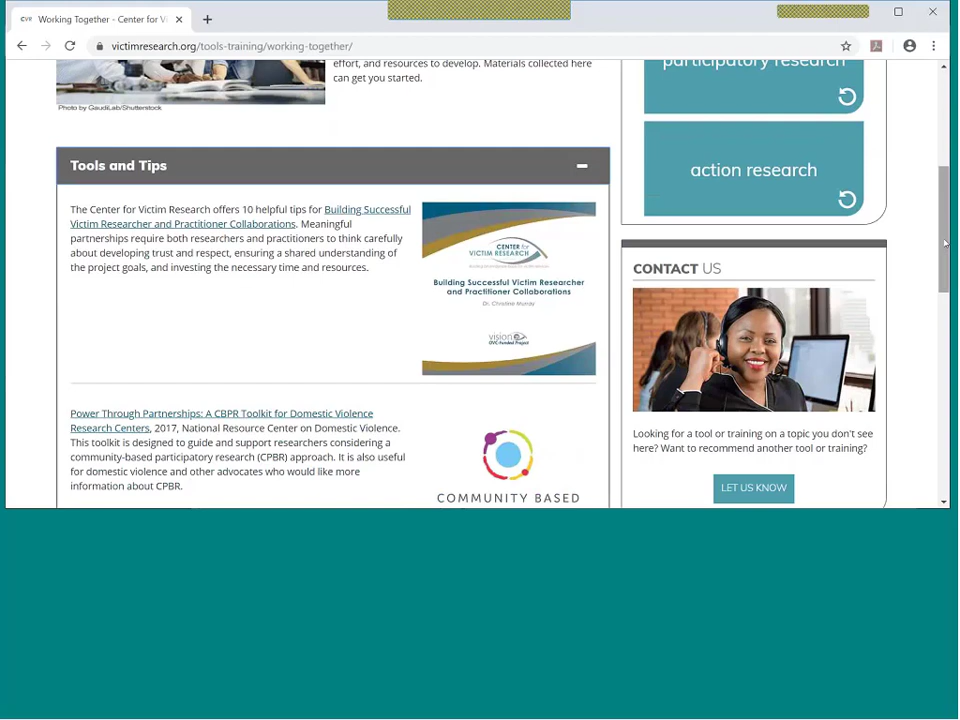 CVR Working Together - Center for Vi
victimresearch.org/tools-training/working-together/
effort, and resources to develop. Materials collected here
can get you started.
Photo by GaudiLab/Shutterstock
participatory research
action research
Tools and Tips
The Center for Victim Research offers 10 helpful tips for Building Successful
Victim Researcher and Practitioner Collaborations. Meaningful
partnerships require both researchers and practitioners to think carefully
about developing trust and respect, ensuring a shared understanding of
the project goals, and investing the necessary time and resources.
CENTER for
VICTIM RESEARCH
Building Successful Victim Researcher
and Practitioner Collaborations
Dr. Christine Murray
vision
OVC-Funded Project
Power Through Partnerships: A CBPR Toolkit for Domestic Violence
Research Centers, 2017, National Resource Center on Domestic Violence.
This toolkit is designed to guide and support researchers considering a
community-based participatory research (CPBR) approach. It is also useful
for domestic violence and other advocates who would like more
information about CPBR.
COMMUNITY BASED
CONTACT US
Looking for a tool or training on a topic you don't see
here? Want to recommend another tool or training?
LET US KNOW